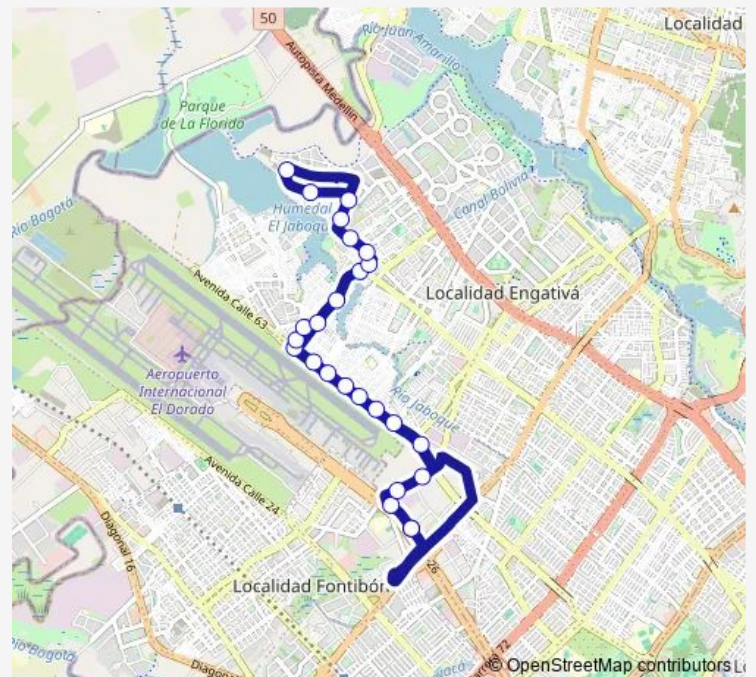 50
Localidad
Río Juan Amarillo
Autopista Medellín
Parque
de La Florida
Humedal
El Jaboque
Canal Bolivia
Río Bogotá
Avenida Calle 63
Localidad Engativá
Aeropuerto
Internacional
El Dorado
Río Jaboque
Avenida Calle 24
Diagonal 16
26
Localidad Fontibón
Río Bogotá
Diagonal
72
© OpenStreetMap contributors